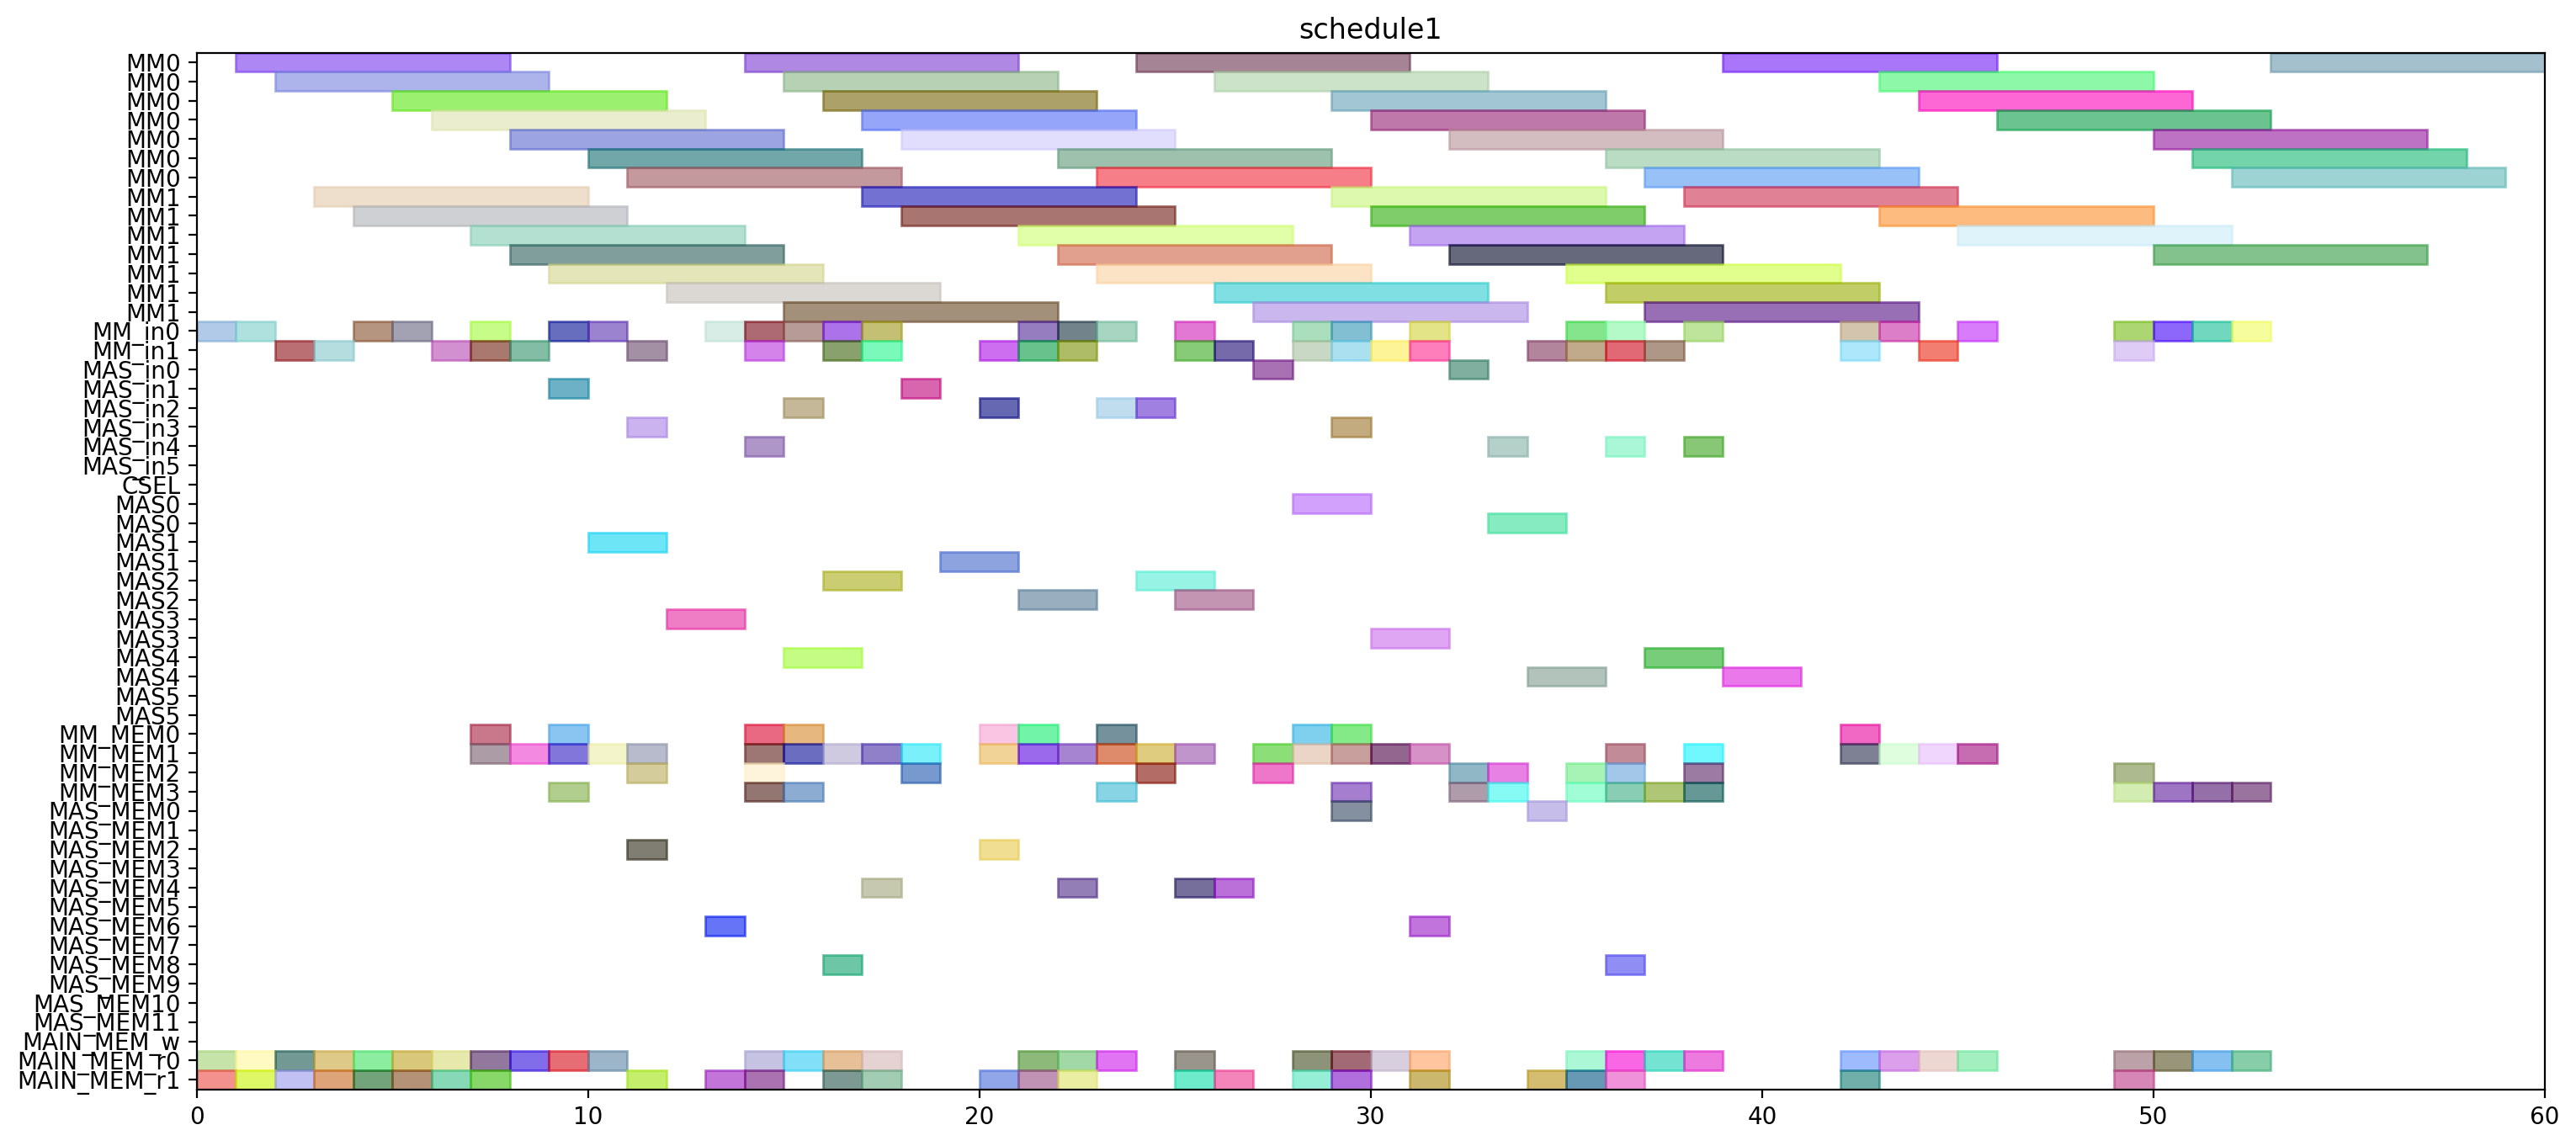 schedule1
MM0
MM0
MM0
MM0
MM0
MM0
MM0
MM1
MM1
MM1
MM1
MM1
MM1
MM1
MM_in0
MM_in1
MAS_in0
MAS_in1
MAS_in2
MAS_in3
MAS_in4
MAS_in5
CSEL
MAS0
MAS0
MAS1
MAS1
MAS2
MAS2
MAS3
MAS3
MAS4
MAS4
MAS5
MAS5
MM_MEM0
MM_MEM1
MM_MEM2
MM_MEM3
MAS_MEM0
MAS_MEM1
MAS_MEM2
MAS_MEM3
MAS_MEM4
MAS_MEM5
MAS_MEM6
MAS_MEM7
MAS_MEM8
MAS_MEM9
MAS_MEM10
MAS_MEM11
MAIN_MEM_w
MAIN_MEM_r0
MAIN_MEM_r1
0 10 20 30 40 50 60